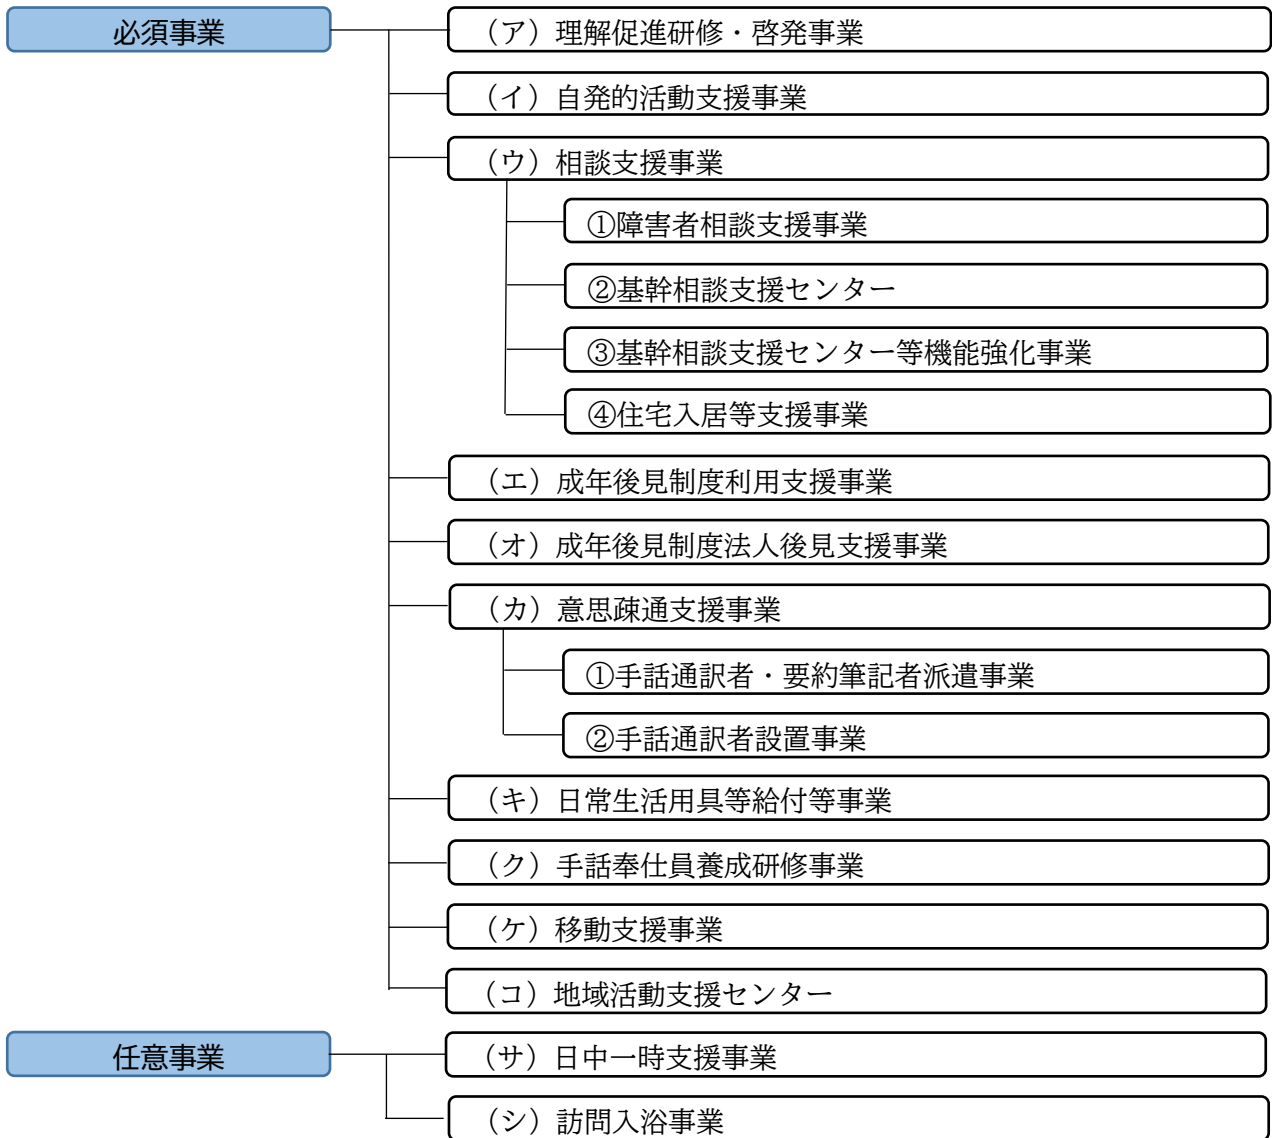 必須事業
（ア）理解促進研修・啓発事業
（イ）自発的活動支援事業
（ウ）相談支援事業
①障害者相談支援事業
②基幹相談支援センター
③基幹相談支援センター等機能強化事業
④住宅入居等支援事業
（エ）成年後見制度利用支援事業
（オ）成年後見制度法人後見支援事業
（カ）意思疎通支援事業
①手話通訳者・要約筆記者派遣事業
②手話通訳者設置事業
（キ）日常生活用具等給付等事業
（ク）手話奉仕員養成研修事業
（ケ）移動支援事業
（コ）地域活動支援センター
任意事業
（サ）日中一時支援事業
（シ）訪問入浴事業